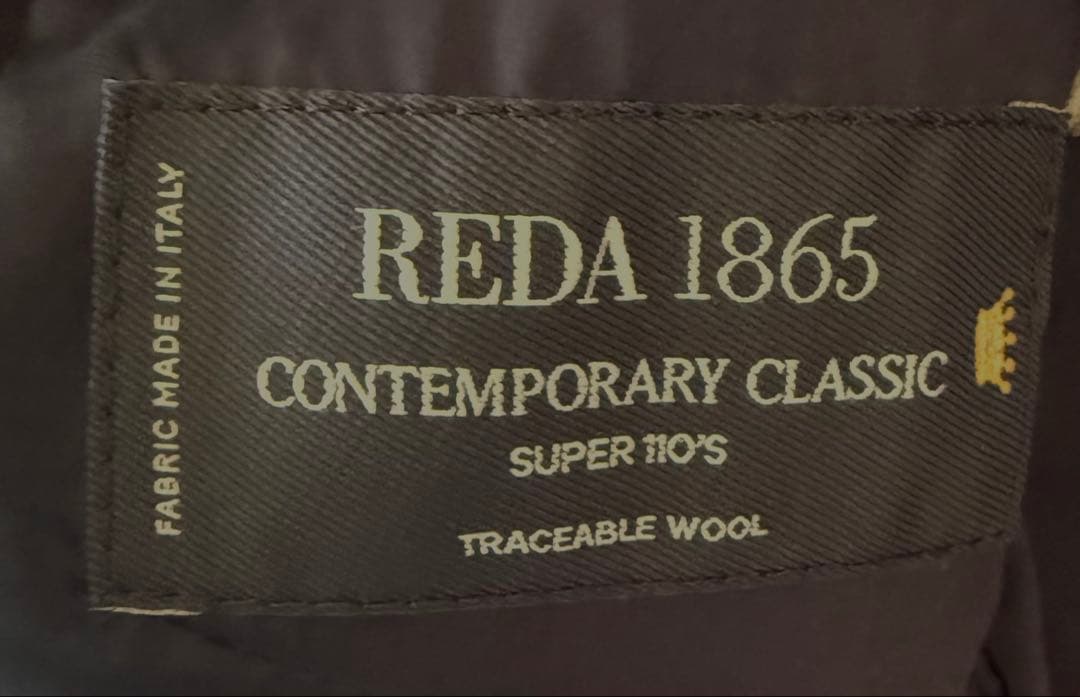 FABRIC MADE IN ITALY
REDA 1865
CONTEMPORARY CLASSIC
SUPER 110'S
TRACEABLE WOOL